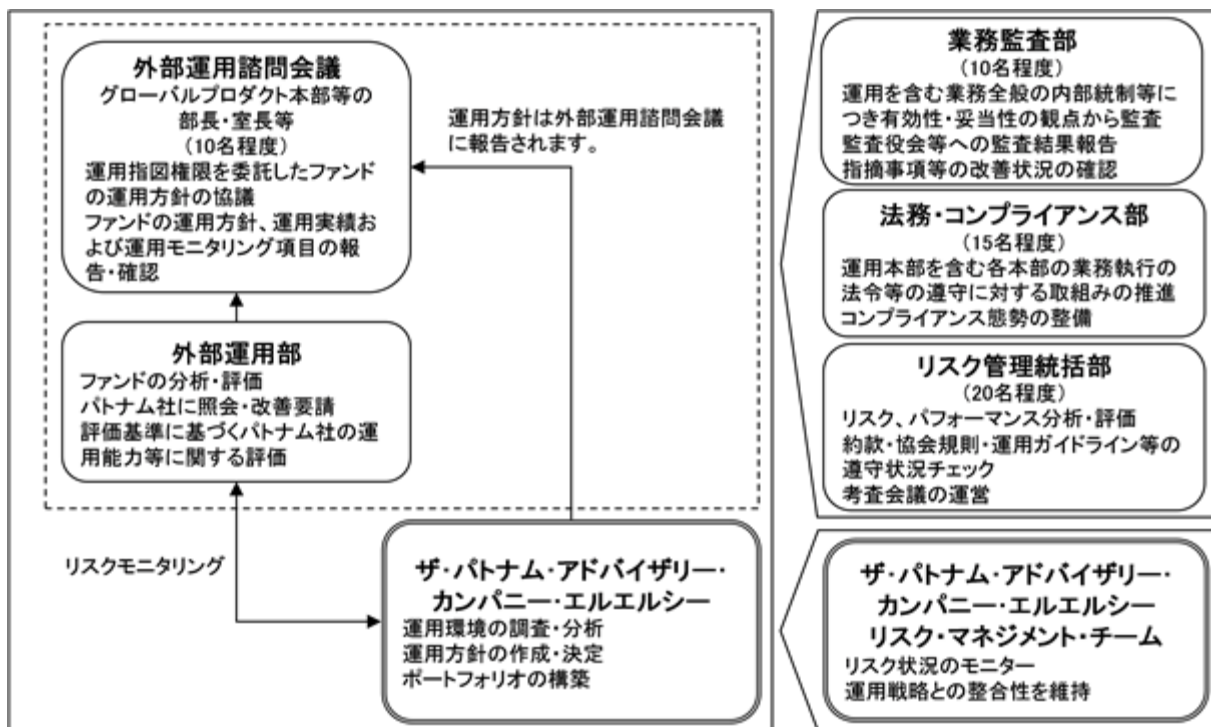 外部運用諮問会議
グローバルプロダクト本部等の
部長・室長等
(10名程度)
運用指図権限を委託したファンド
の運用方針の協議
ファンドの運用方針、運用実績お
よび運用モニタリング項目の報
告・確認
運用方針は外部運用諮問会議
に報告されます。
外部運用部
ファンドの分析・評価
パトナム社に照会・改善要請
評価基準に基づくパトナム社の運
用能力等に関する評価
リスクモニタリング
ザ・パトナム・アドバイザリー・
カンパニー・エルエルシー
運用環境の調査・分析
運用方針の作成・決定
ポートフォリオの構築
業務監査部
(10名程度)
運用を含む業務全般の内部統制等に
つき有効性・妥当性の観点から監査
監査役会等への監査結果報告
指摘事項等の改善状況の確認
法務・コンプライアンス部
(15名程度)
運用本部を含む各本部の業務執行の
法令等の遵守に対する取組みの推進
コンプライアンス態勢の整備
リスク管理統括部
(20名程度)
リスク、パフォーマンス分析・評価
約款・協会規則・運用ガイドライン等の
遵守状況チェック
考査会議の運営
ザ・パトナム・アドバイザリー・
カンパニー・エルエルシー
リスク・マネジメント・チーム
リスク状況のモニター
運用戦略との整合性を維持